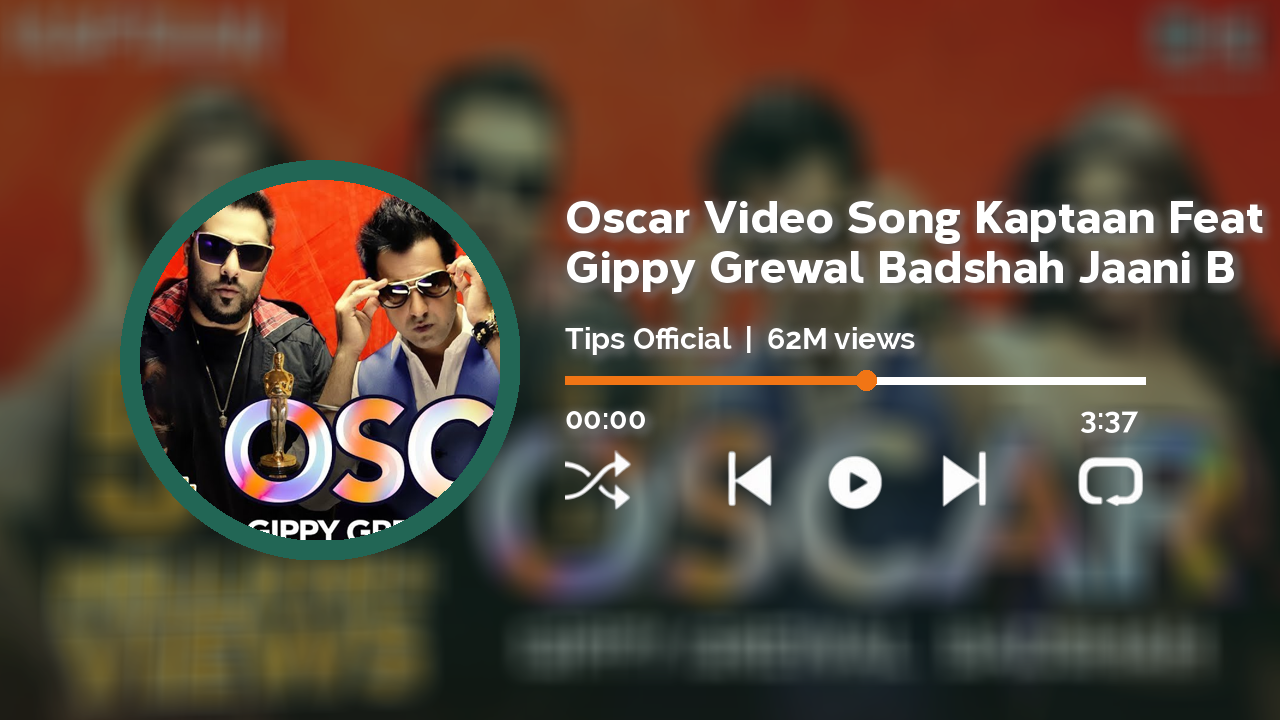 Oscar Video Song Kaptaan Feat
Gippy Grewal Badshah Jaani B
Tips Official | 62M views
00:00 3:37
OSC
GIPPY GRE